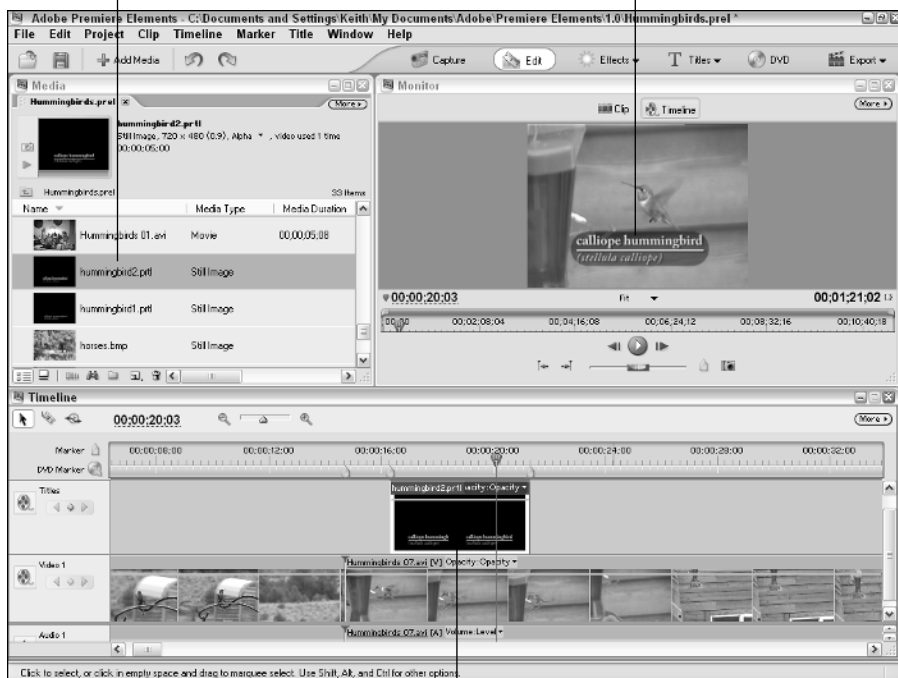 Adobe Premiere Elements - C:\Documents and Settings\Keith\My Documents\Adobe\Premiere Elements\1.0\Hummingbirds.prel *
File Edit Project Clip Timeline Marker Title Window Help
Add Media Capture Edit Effects Titles DVD Export
Media
Hummingbirds.prel
More
hummingbird2.prtl
Still Image, 720 x 480 (0.9), Alpha , video used 1 time
00;00;05;00
Hummingbirds.prel 33 Items
Name Media Type Media Duration
Hummingbirds 01.avi Movie 00;00;05;08
hummingbird2.prtl Still Image
hummingbird1.prtl Still Image
horses.bmp Still Image
Monitor
Clip Timeline More
calliope hummingbird
(stellula calliope)
00;00;20;03 Fit 00;01;21;02
00;00 00;02;08;04 00;04;16;08 00;06;24;12 00;08;32;16 00;10;40;18
Timeline
00;00;20;03 More
Marker 00;00;08;00 00;00;12;00 00;00;16;00 00;00;20;00 00;00;24;00 00;00;28;00 00;00;32;00
DVD Marker
Titles
hummingbird2.prtl acity:Opacity
calliope hummingb calliope hummingbird
Video 1
Hummingbirds 07.avi [V] Opacity:Opacity
Audio 1
Hummingbirds 07.avi [A] Volume:Level
Click to select, or click in empty space and drag to marquee select. Use Shift, Alt, and Ctrl for other options.